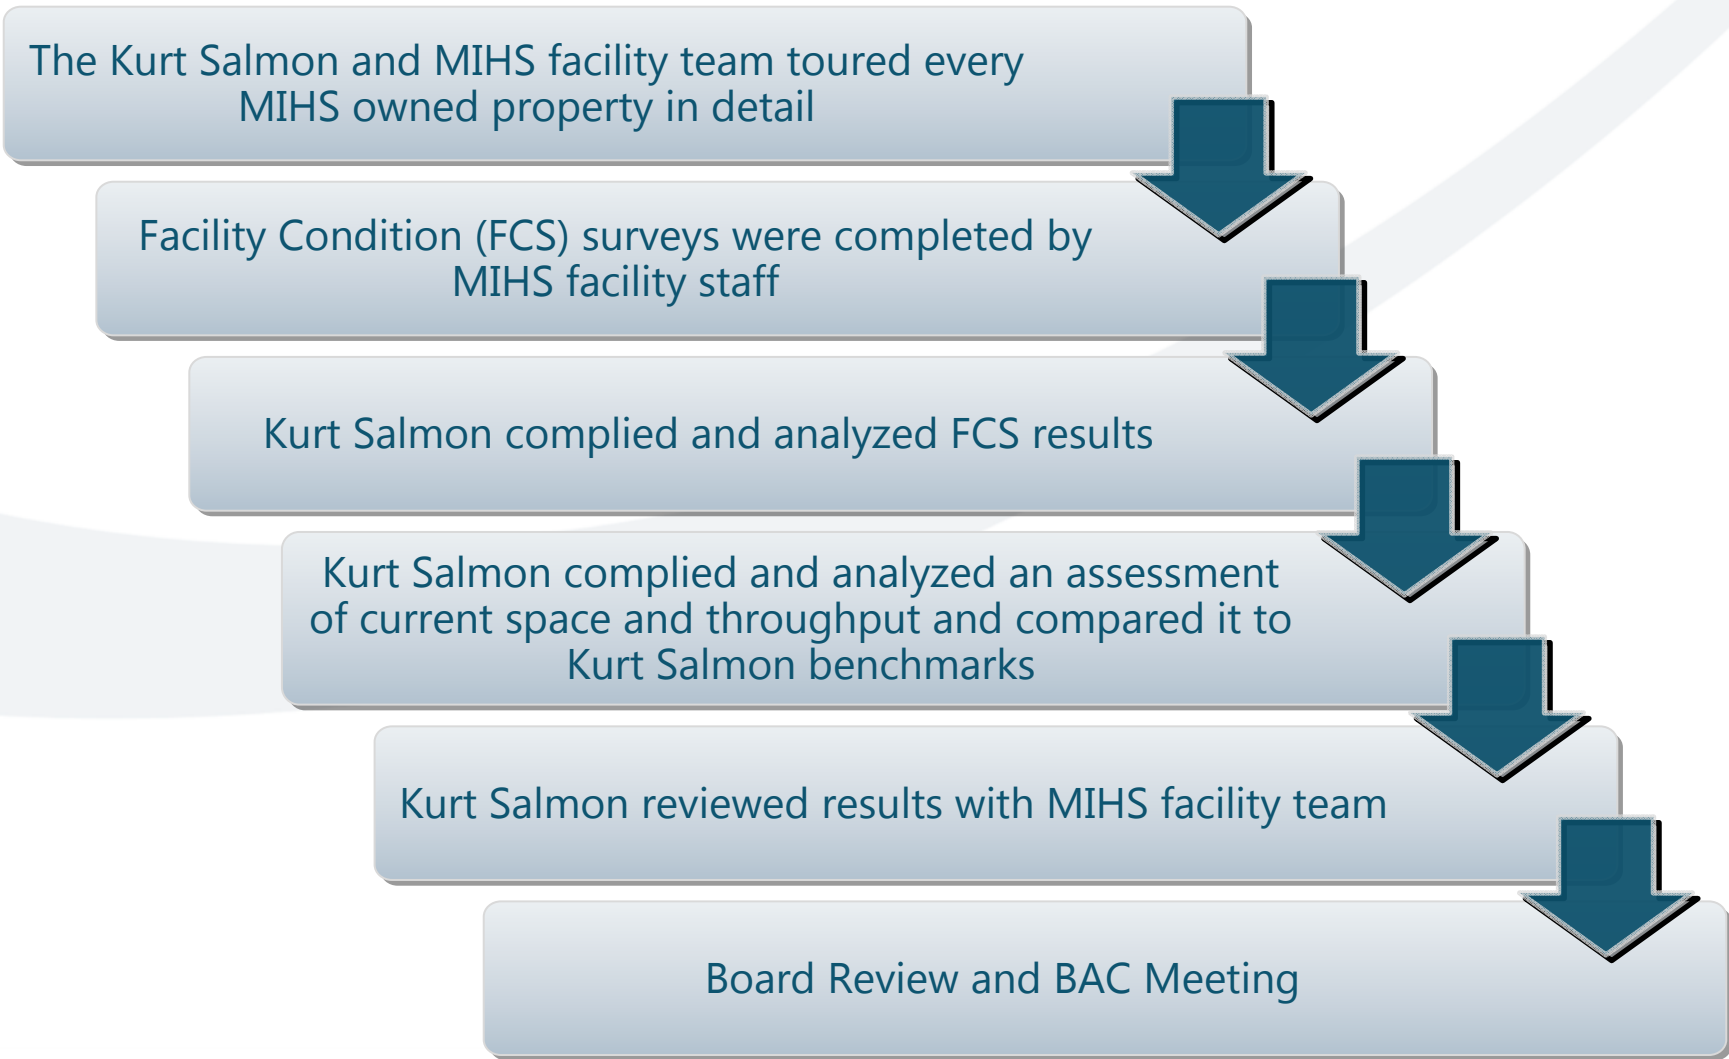 The Kurt Salmon and MIHS facility team toured every
MIHS owned property in detail
Facility Condition (FCS) surveys were completed by
MIHS facility staff
Kurt Salmon complied and analyzed FCS results
Kurt Salmon complied and analyzed an assessment
of current space and throughput and compared it to
Kurt Salmon benchmarks
Kurt Salmon reviewed results with MIHS facility team
Board Review and BAC Meeting